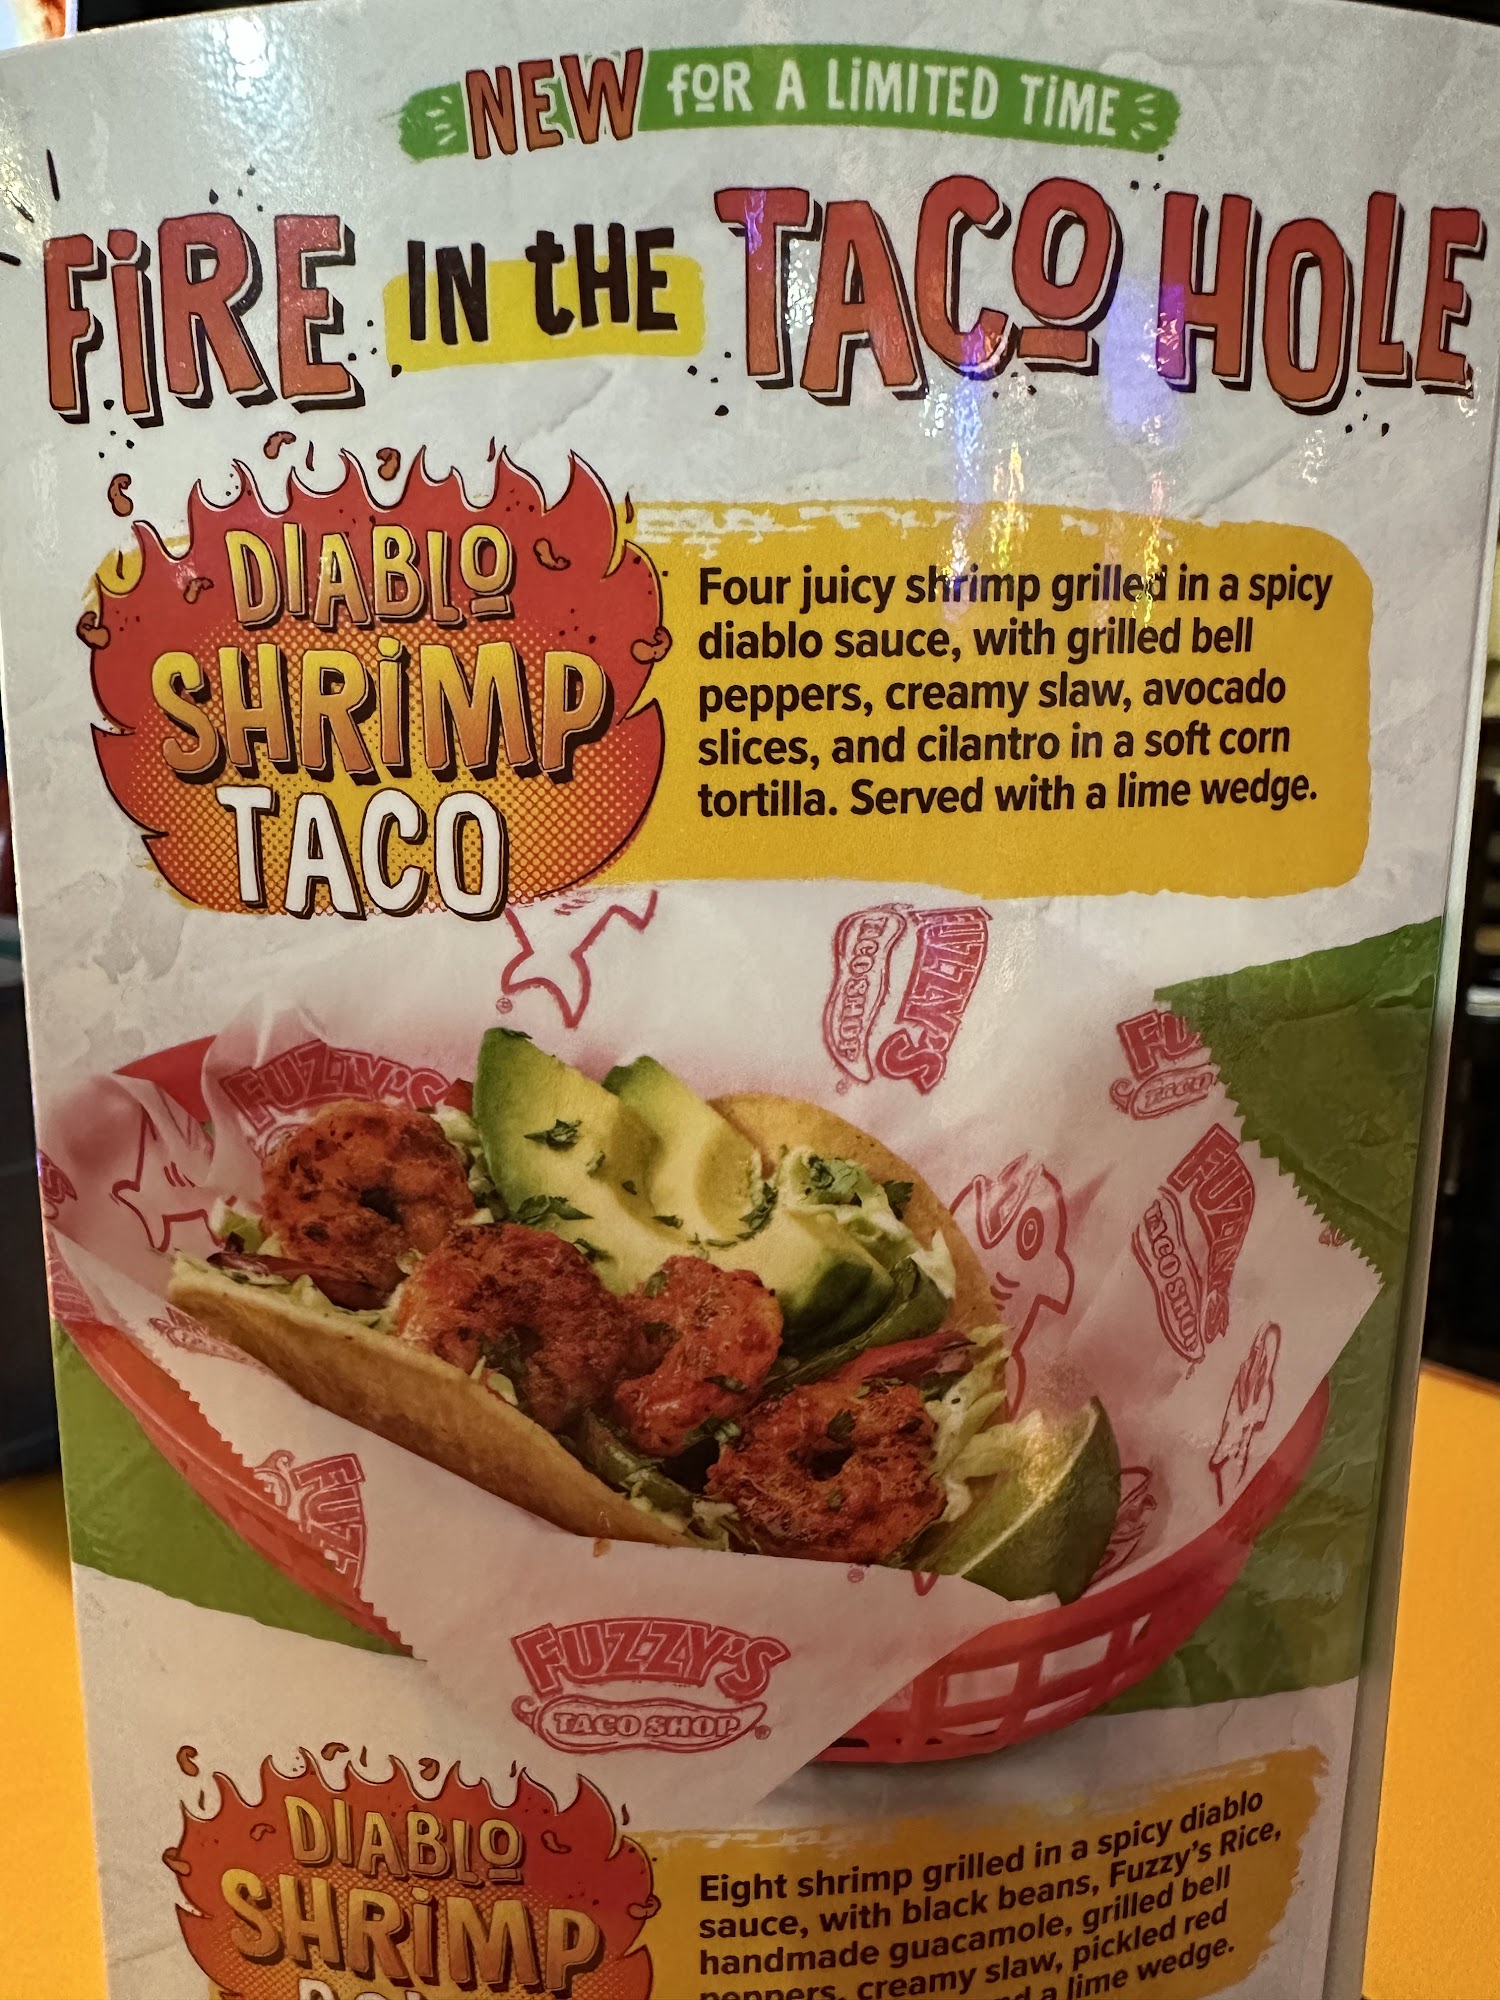 NEW FOR A LIMITED TIME
FIRE IN tHE TACO HOLE
DIABLO
SHRIMP
TACO
Four juicy shrimp grilled in a spicy
diablo sauce, with grilled bell
peppers, creamy slaw, avocado
slices, and cilantro in a soft corn
tortilla. Served with a lime wedge.
FUZZY'S
TACO SHOP
FU
TACO
FUZZY'S
FUZZY'S
TACO SHOP
FUZZ
FUZZY'S
TACO SHOP®
DIABLO
SHRIMP
Eight shrimp grilled in a spicy diablo
sauce, with black beans, Fuzzy's Rice,
handmade guacamole, grilled bell
peppers, creamy slaw, pickled red
a lime wedge.